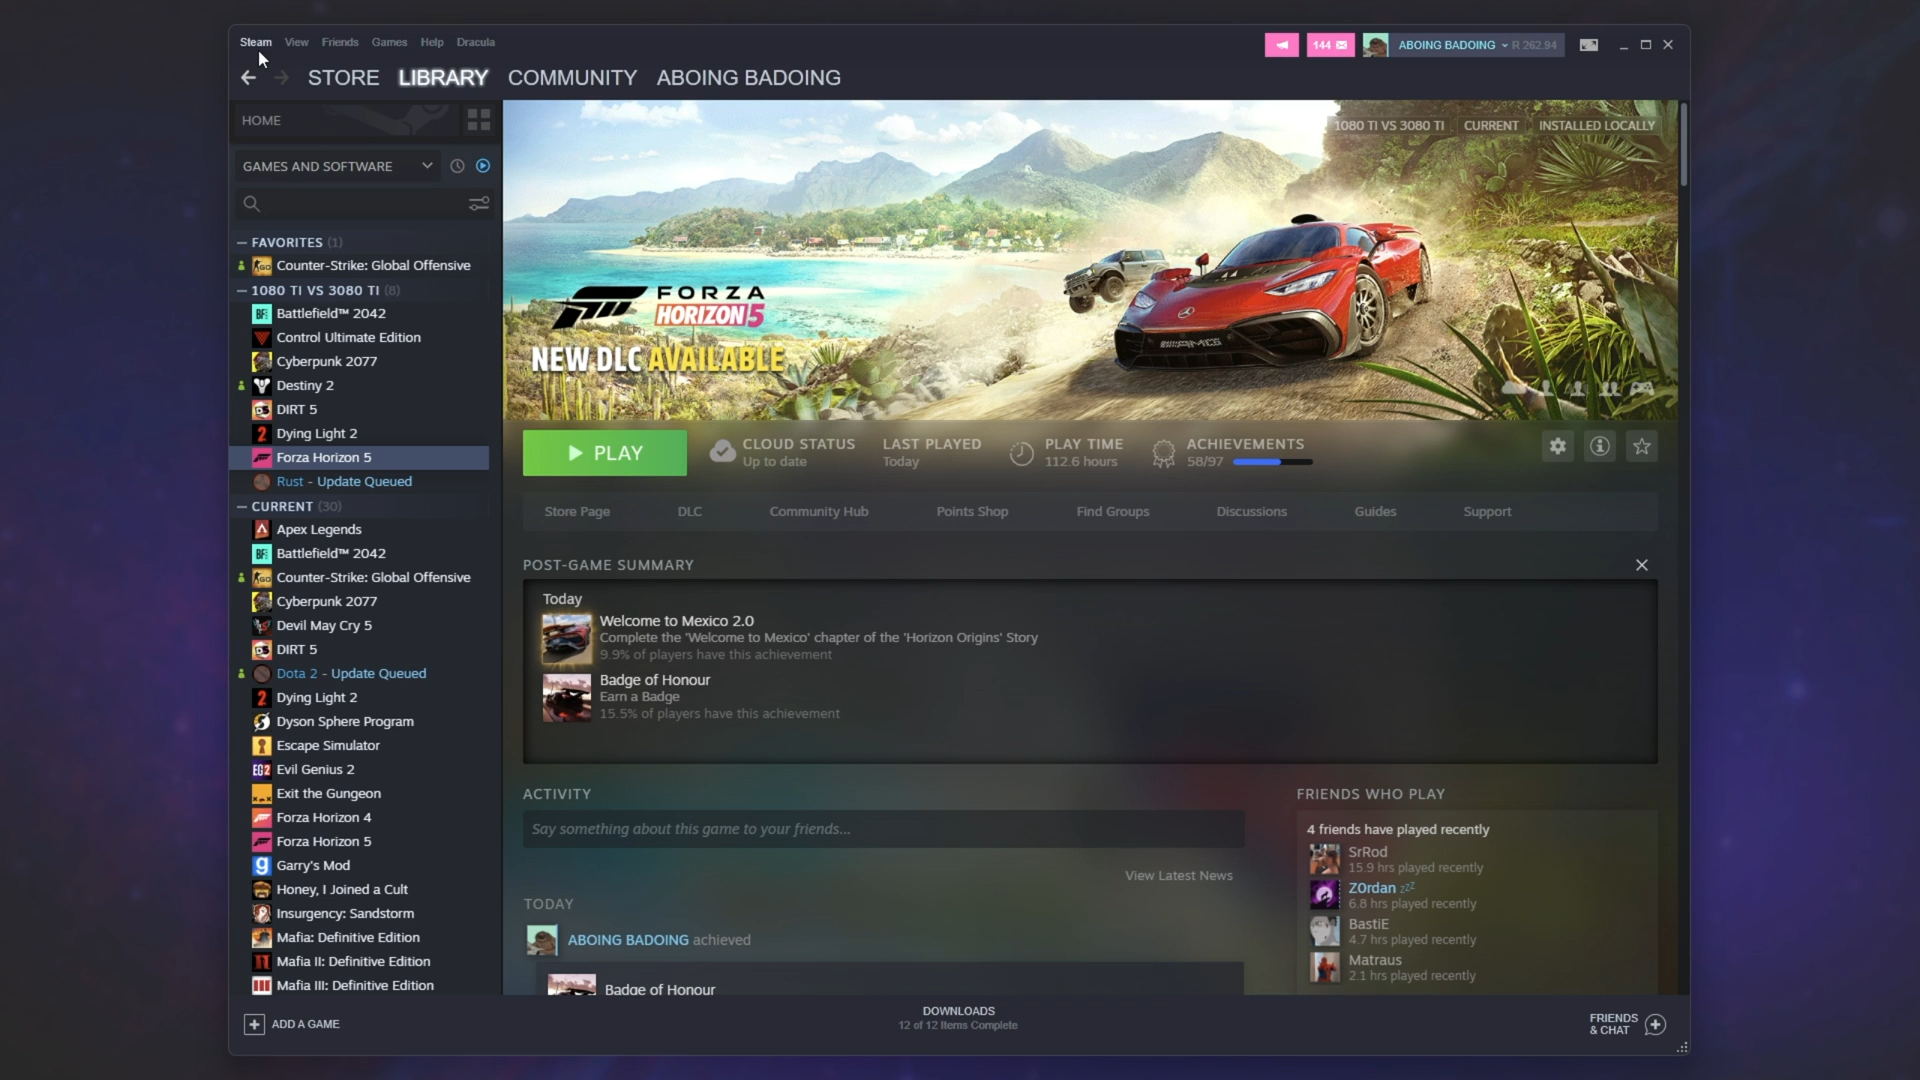 Steam View Friends Games Help Dracula
144
ABOING BADOING R 262.94
STORE LIBRARY COMMUNITY ABOING BADOING
HOME
GAMES AND SOFTWARE
FAVORITES (1)
Counter-Strike: Global Offensive
1080 TI VS 3080 TI (8)
Battlefield™ 2042
Control Ultimate Edition
Cyberpunk 2077
Destiny 2
DIRT 5
Dying Light 2
Forza Horizon 5
Rust - Update Queued
CURRENT (30)
Apex Legends
Battlefield™ 2042
Counter-Strike: Global Offensive
Cyberpunk 2077
Devil May Cry 5
DIRT 5
Dota 2 - Update Queued
Dying Light 2
Dyson Sphere Program
Escape Simulator
Evil Genius 2
Exit the Gungeon
Forza Horizon 4
Forza Horizon 5
Garry's Mod
Honey, I Joined a Cult
Insurgency: Sandstorm
Mafia: Definitive Edition
Mafia II: Definitive Edition
Mafia III: Definitive Edition
ADD A GAME
1080 TI VS 3080 TI CURRENT INSTALLED LOCALLY
FORZA
HORIZON 5
NEW DLC AVAILABLE
PLAY
CLOUD STATUS
Up to date
LAST PLAYED
Today
PLAY TIME
112.6 hours
ACHIEVEMENTS
58/97
Store Page DLC Community Hub Points Shop Find Groups Discussions Guides Support
POST-GAME SUMMARY
Today
Welcome to Mexico 2.0
Complete the 'Welcome to Mexico' chapter of the 'Horizon Origins' Story
9.9% of players have this achievement
Badge of Honour
Earn a Badge
15.5% of players have this achievement
ACTIVITY
Say something about this game to your friends...
View Latest News
TODAY
ABOING BADOING achieved
Badge of Honour
FRIENDS WHO PLAY
4 friends have played recently
SrRod
15.9 hrs played recently
Z0rdan zzZ
6.8 hrs played recently
BastiE
4.7 hrs played recently
Matraus
2.1 hrs played recently
DOWNLOADS
12 of 12 Items Complete
FRIENDS
& CHAT